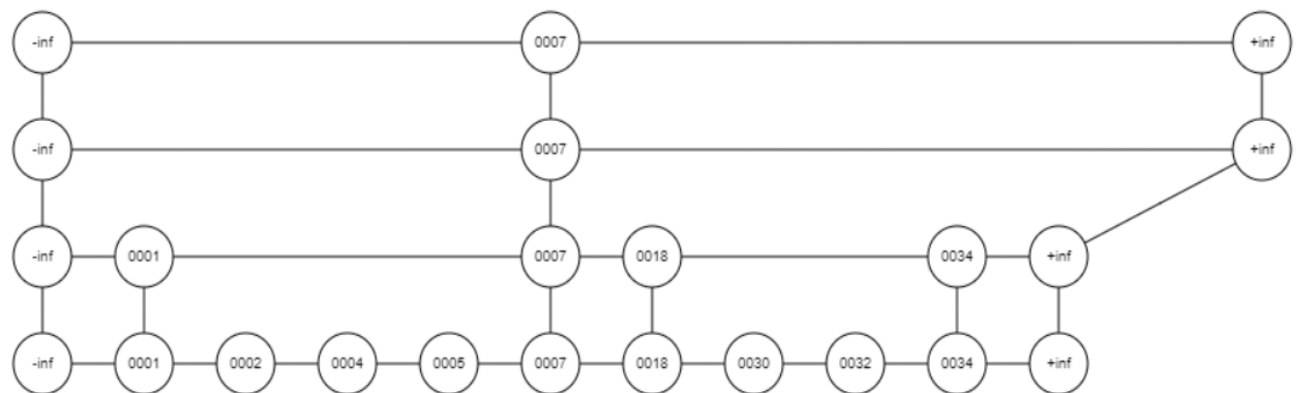 -inf 0007 +inf
-inf 0007 +inf
-inf 0001 0007 0018 0034 +inf
-inf 0001 0002 0004 0005 0007 0018 0030 0032 0034 +inf